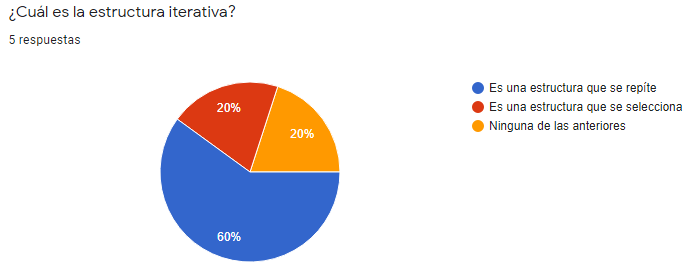 ¿Cuál es la estructura iterativa?
5 respuestas
Es una estructura que se repíte
Es una estructura que se selecciona
Ninguna de las anteriores
20%
20%
60%